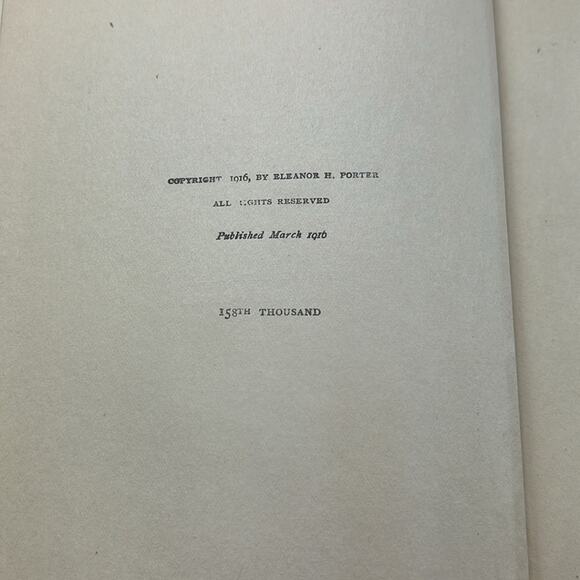 COPYRIGHT 1916, BY ELEANOR H. PORTER
ALL RIGHTS RESERVED
Published March 1916
158TH THOUSAND